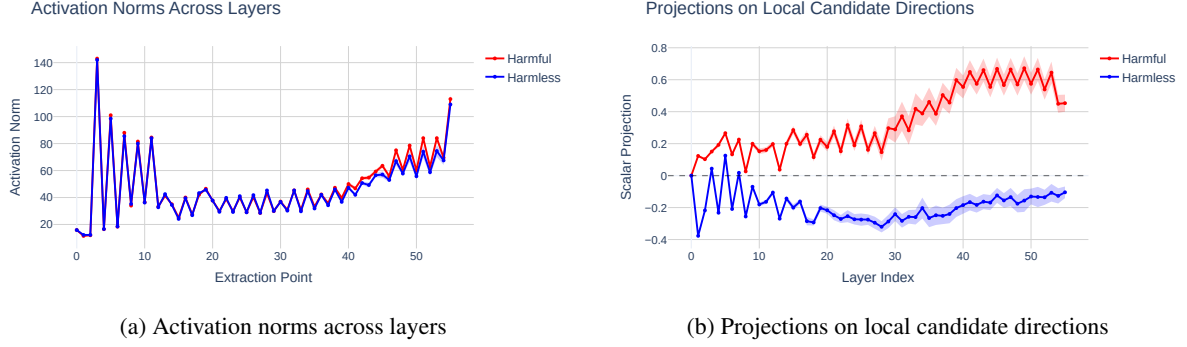 Activation Norms Across Layers
140
120
100
80
60
40
20
0
10
20
30
40
50
Activation Norm
Extraction Point
Harmful
Harmless
(a) Activation norms across layers
Projections on Local Candidate Directions
0.8
0.6
0.4
0.2
0
−0.2
−0.4
0
10
20
30
40
50
Scalar Projection
Layer Index
Harmful
Harmless
(b) Projections on local candidate directions